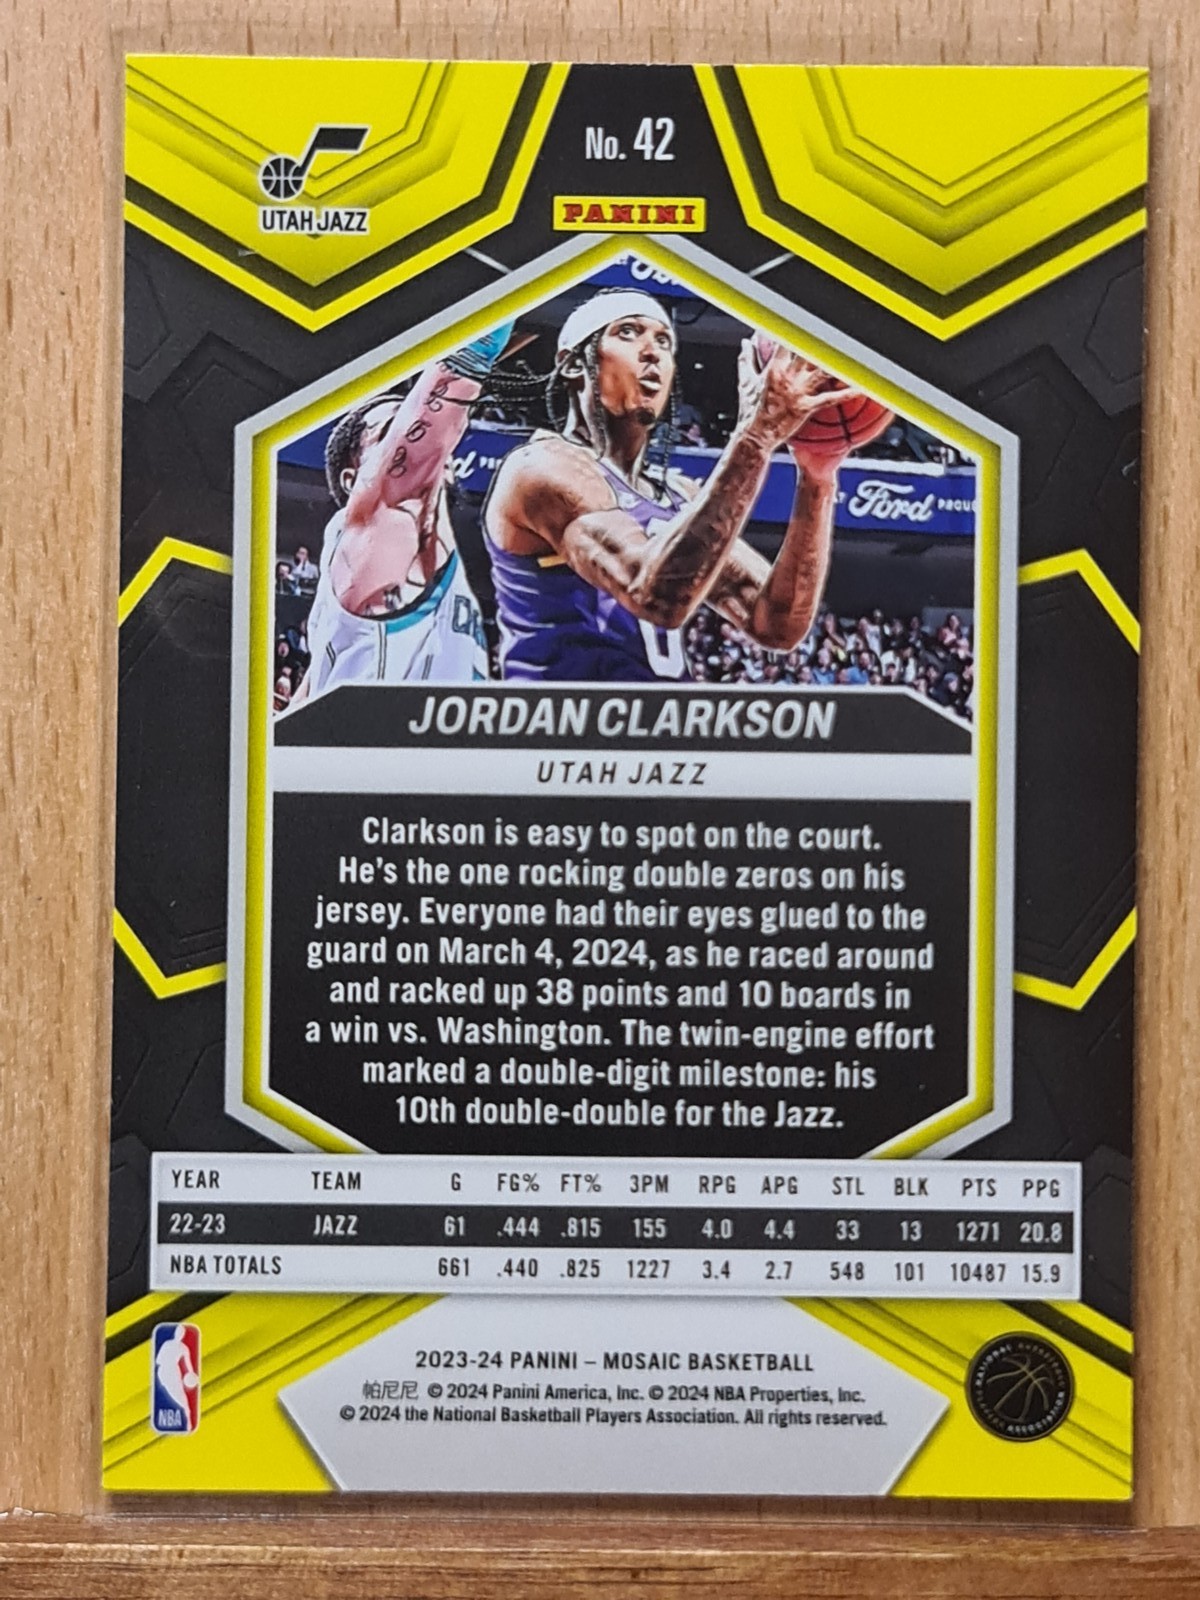 No. 42
UTAH JAZZ
PANINI
Ford
Ford PROU
0
JORDAN CLARKSON
UTAH JAZZ
Clarkson is easy to spot on the court.
He's the one rocking double zeros on his
jersey. Everyone had their eyes glued to the
guard on March 4, 2024, as he raced around
and racked up 38 points and 10 boards in
a win vs. Washington. The twin-engine effort
marked a double-digit milestone: his
10th double-double for the Jazz.
YEAR TEAM G FG% FT% 3PM RPG APG STL BLK PTS PPG
22-23 JAZZ 61 .444 .815 155 4.0 4.4 33 13 1271 20.8
NBA TOTALS 661 .440 .825 1227 3.4 2.7 548 101 10487 15.9
2023-24 PANINI – MOSAIC BASKETBALL
帕尼尼 © 2024 Panini America, Inc. © 2024 NBA Properties, Inc.
© 2024 the National Basketball Players Association. All rights reserved.
NBA
NATIONAL BASKETBALL PLAYERS ASSOCIATION